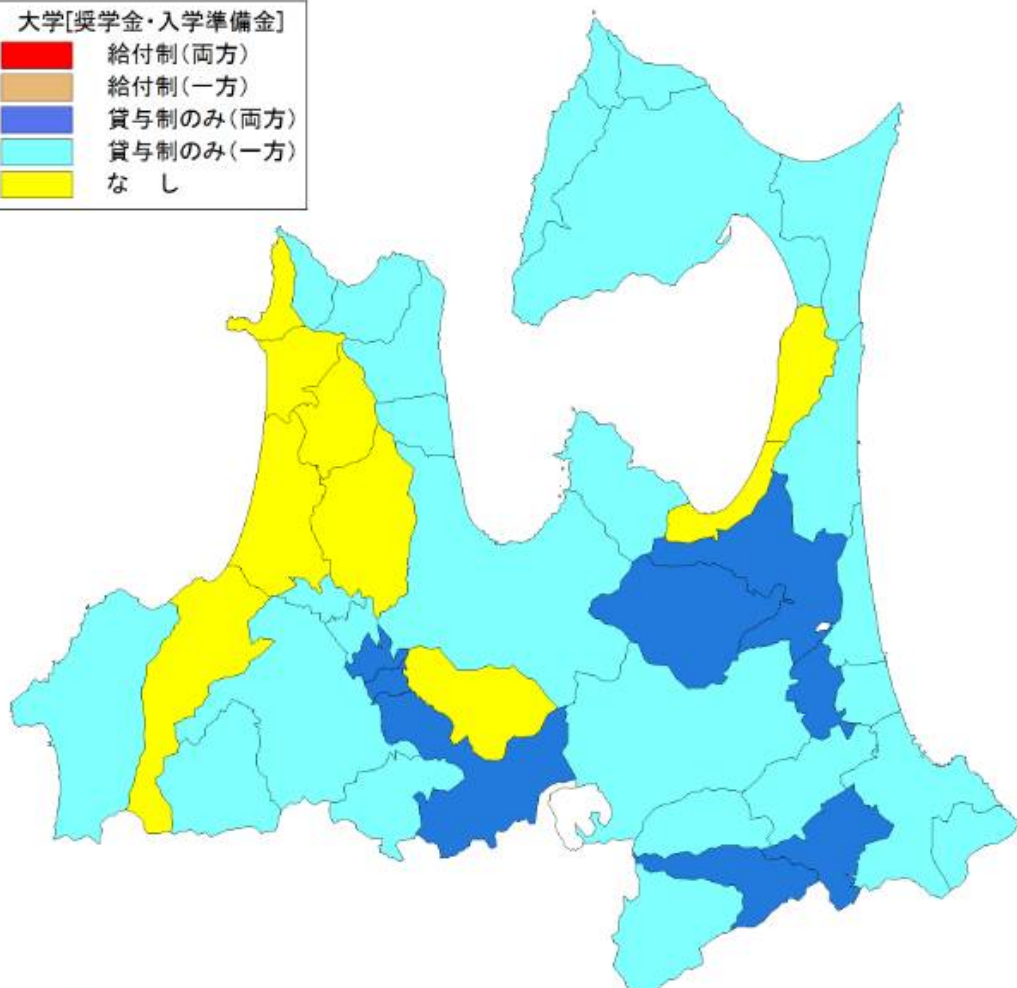 大学[奨学金・入学準備金]
給付制(両方)
給付制(一方)
貸与制のみ(両方)
貸与制のみ(一方)
な　し